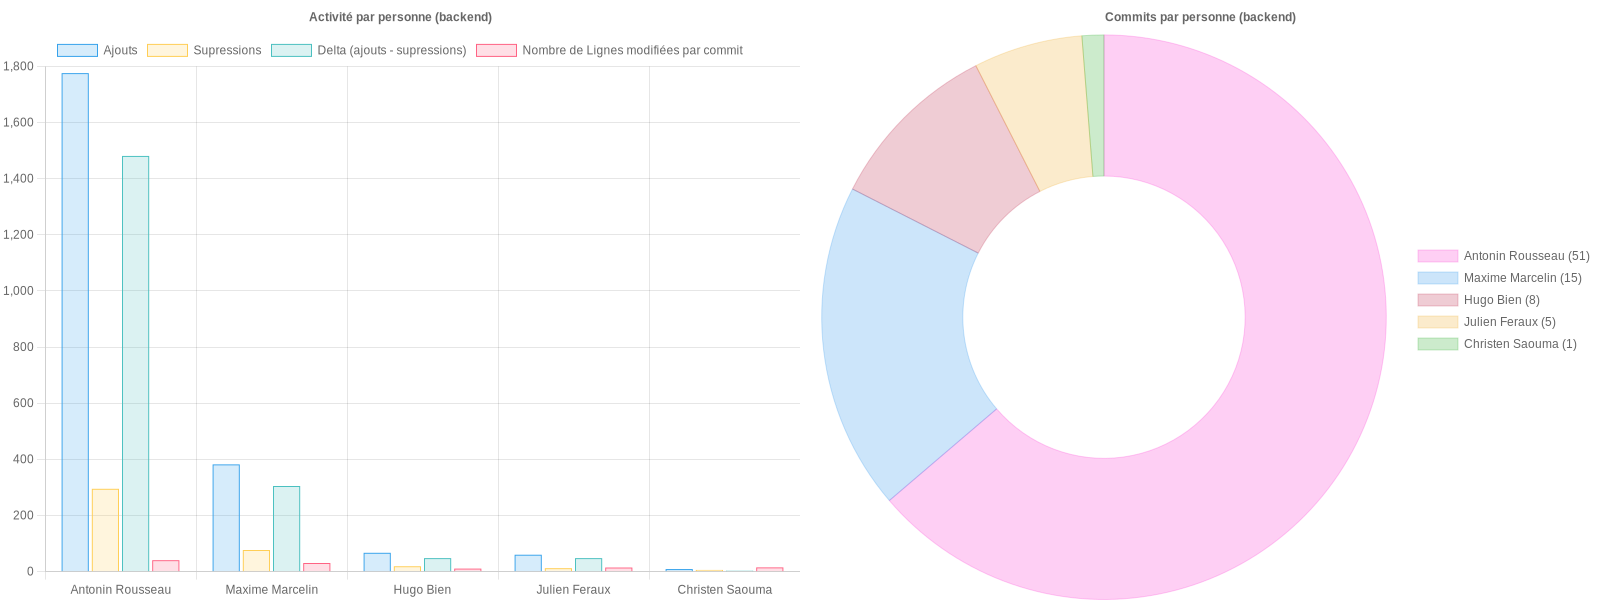 Activité par personne (backend)
Ajouts Supressions Delta (ajouts - supressions) Nombre de Lignes modifiées par commit
1,800
1,600
1,400
1,200
1,000
800
600
400
200
0
Antonin Rousseau Maxime Marcelin Hugo Bien Julien Feraux Christen Saouma
Commits par personne (backend)
Antonin Rousseau (51)
Maxime Marcelin (15)
Hugo Bien (8)
Julien Feraux (5)
Christen Saouma (1)